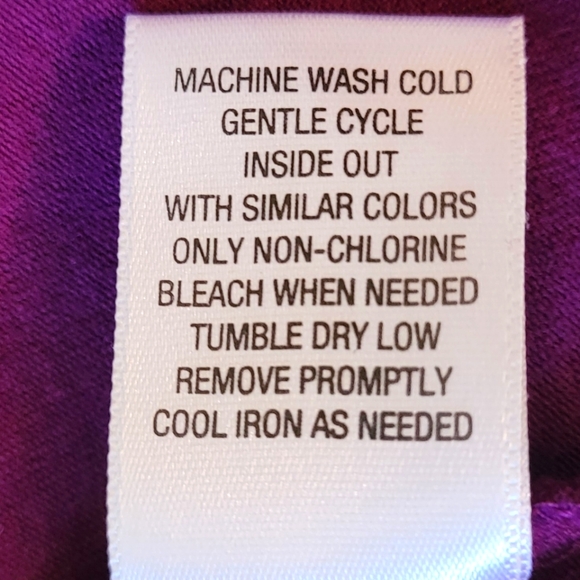 MACHINE WASH COLD
GENTLE CYCLE
INSIDE OUT
WITH SIMILAR COLORS
ONLY NON-CHLORINE
BLEACH WHEN NEEDED
TUMBLE DRY LOW
REMOVE PROMPTLY
COOL IRON AS NEEDED